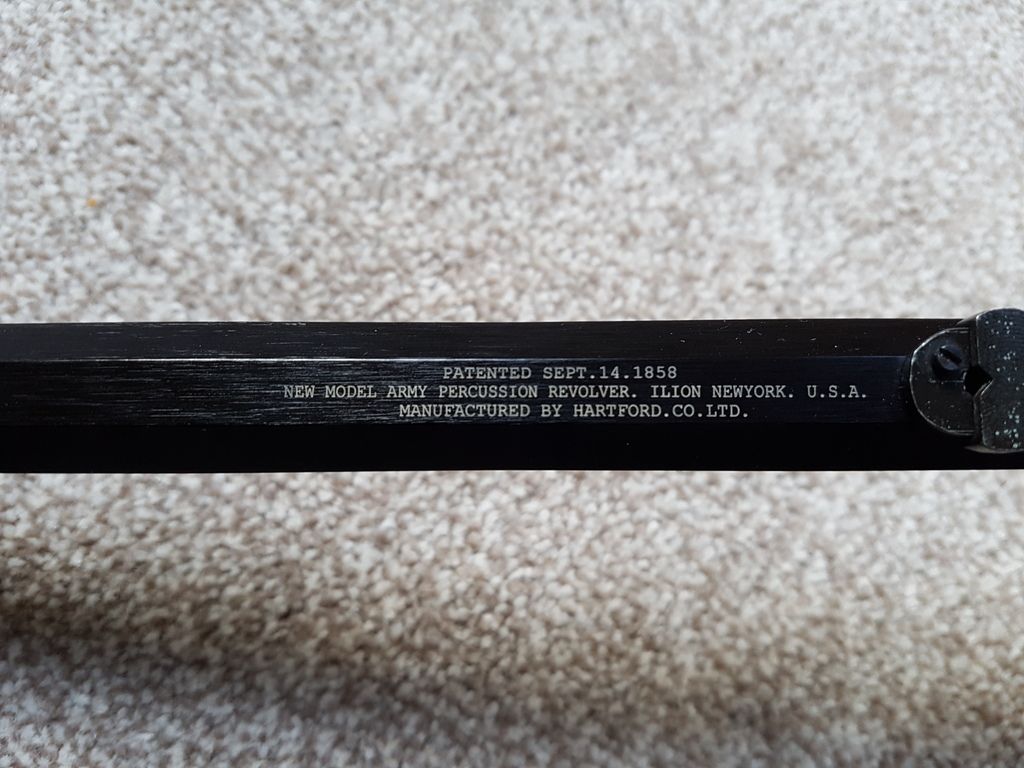 PATENTED SEPT.14.1858
NEW MODEL ARMY PERCUSSION REVOLVER. ILION NEWYORK. U.S.A.
MANUFACTURED BY HARTFORD.CO.LTD.